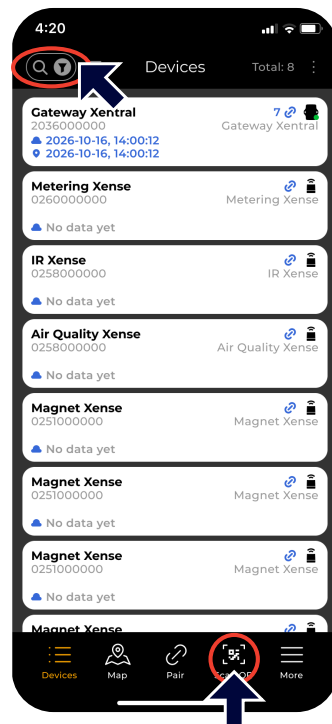 4:20
Devices
Total: 8
Gateway Xentral
7
2036000000
Gateway Xentral
2026-10-16, 14:00:12
2026-10-16, 14:00:12
Metering Xense
0260000000
Metering Xense
No data yet
IR Xense
0258000000
IR Xense
No data yet
Air Quality Xense
0258000000
Air Quality Xense
No data yet
Magnet Xense
0251000000
Magnet Xense
No data yet
Magnet Xense
0251000000
Magnet Xense
No data yet
Magnet Xense
0251000000
Magnet Xense
No data yet
Magnet Xense
Devices
Map
Pair
More